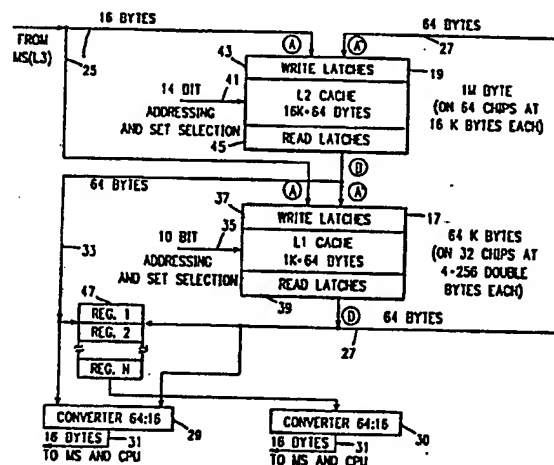 16 BYTES
64 BYTES
FROM
MS(L3)
25
A
A'
27
43
WRITE LATCHES
19
14 BIT
41
ADDRESSING
AND SET SELECTION
L2 CACHE
16K·64 BYTES
1M BYTE
(ON 64 CHIPS AT
16 K BYTES EACH)
45
READ LATCHES
D
64 BYTES
A
A'
37
WRITE LATCHES
17
33
10 BIT
35
ADDRESSING
AND SET SELECTION
L1 CACHE
1K·64 BYTES
64 K BYTES
(ON 32 CHIPS AT
4·256 DOUBLE
BYTES EACH)
READ LATCHES
39
47
D
REG. 1
REG. 2
64 BYTES
27
REG. N
CONVERTER 64:16
CONVERTER 64:16
16 BYTES
31
29
16 BYTES
31
30
TO MS AND CPU
TO MS AND CPU